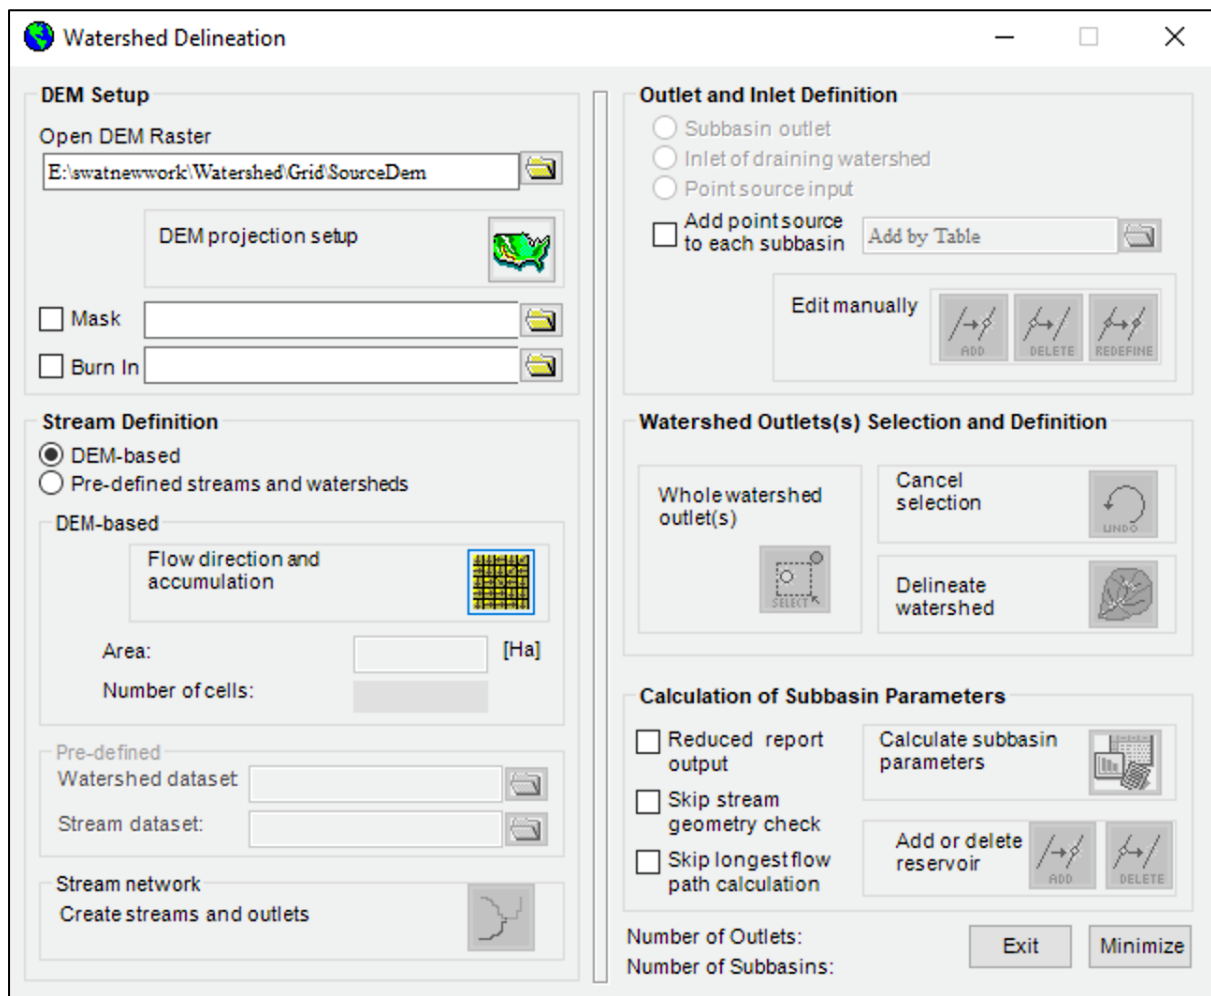 Watershed Delineation
DEM Setup
Open DEM Raster
E:\swatnewwork\Watershed\Grid\SourceDem
DEM projection setup
Mask
Burn In
Stream Definition
DEM-based
Pre-defined streams and watersheds
DEM-based
Flow direction and
accumulation
Area:
[Ha]
Number of cells:
Pre-defined
Watershed dataset
Stream dataset:
Stream network
Create streams and outlets
Outlet and Inlet Definition
Subbasin outlet
Inlet of draining watershed
Point source input
Add point source
to each subbasin
Add by Table
Edit manually
ADD
DELETE
REDEFINE
Watershed Outlets(s) Selection and Definition
Whole watershed
outlet(s)
SELECT
Cancel
selection
UNDO
Delineate
watershed
Calculation of Subbasin Parameters
Reduced report
output
Skip stream
geometry check
Skip longest flow
path calculation
Calculate subbasin
parameters
Add or delete
reservoir
ADD
DELETE
Number of Outlets:
Number of Subbasins:
Exit
Minimize